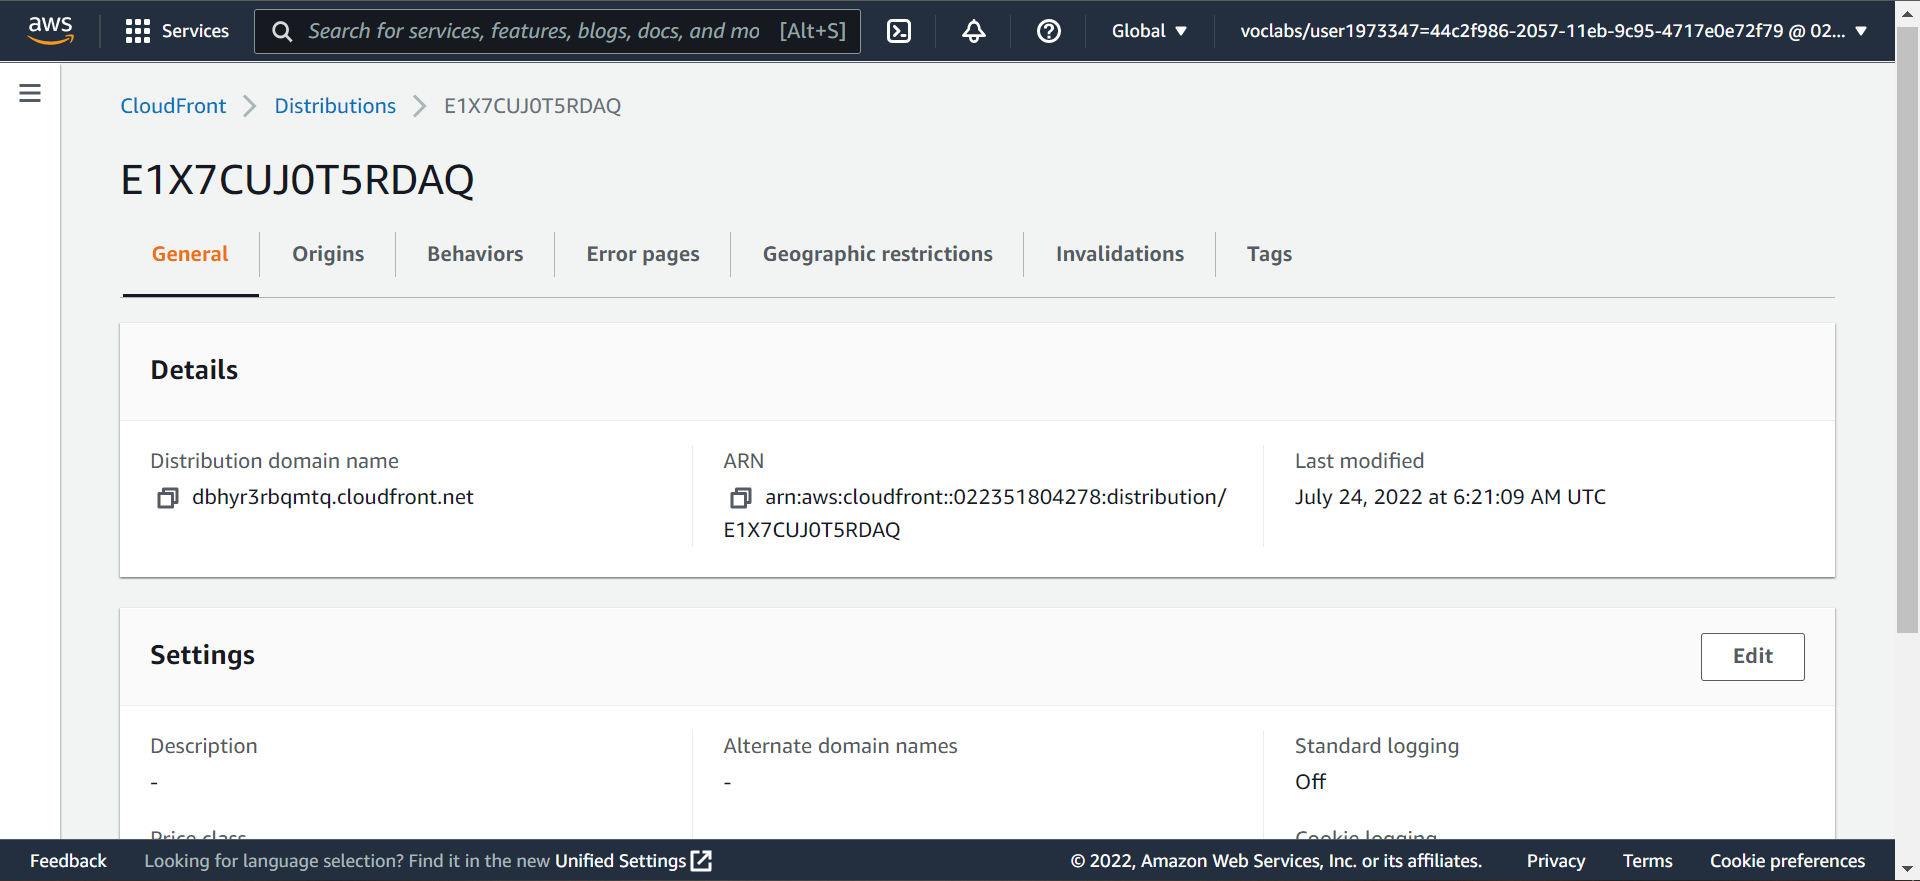 aws
Services
Search for services, features, blogs, docs, and mo [Alt+S]
Global
voclabs/user1973347=44c2f986-2057-11eb-9c95-4717e0e72f79 @ 02...
CloudFront Distributions E1X7CUJ0T5RDAQ
E1X7CUJ0T5RDAQ
General Origins Behaviors Error pages Geographic restrictions Invalidations Tags
Details
Distribution domain name
dbhyr3rbqmtq.cloudfront.net
ARN
arn:aws:cloudfront::022351804278:distribution/
E1X7CUJ0T5RDAQ
Last modified
July 24, 2022 at 6:21:09 AM UTC
Settings
Edit
Description
-
Alternate domain names
-
Standard logging
Off
Price class
Cookie logging
Feedback Looking for language selection? Find it in the new Unified Settings
© 2022, Amazon Web Services, Inc. or its affiliates. Privacy Terms Cookie preferences